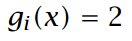 gᵢ(x) = 2